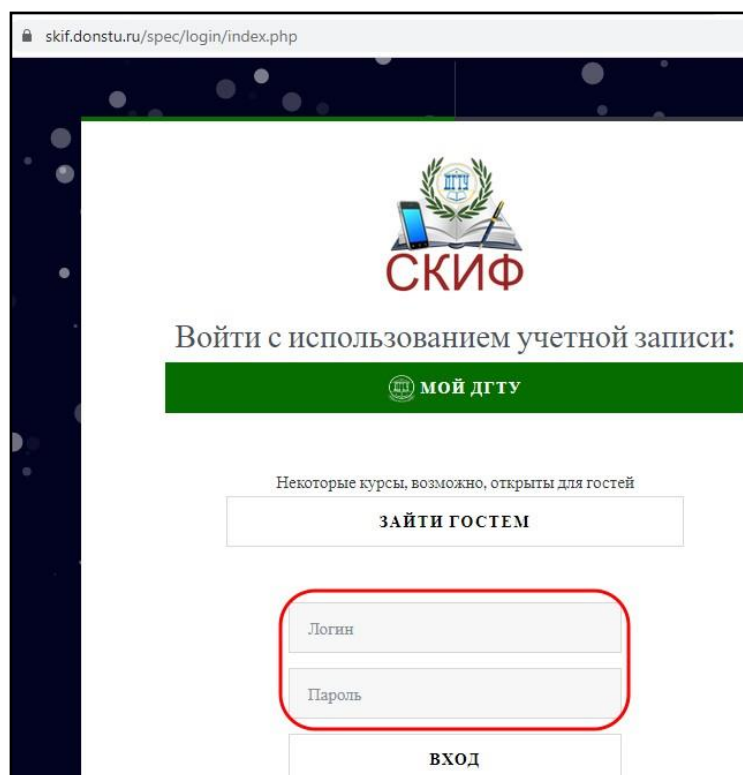 skif.donstu.ru/spec/login/index.php
ДГТУ
СКИФ
Войти с использованием учетной записи:
МОЙ ДГТУ
Некоторые курсы, возможно, открыты для гостей
ЗАЙТИ ГОСТЕМ
Логин
Пароль
ВХОД